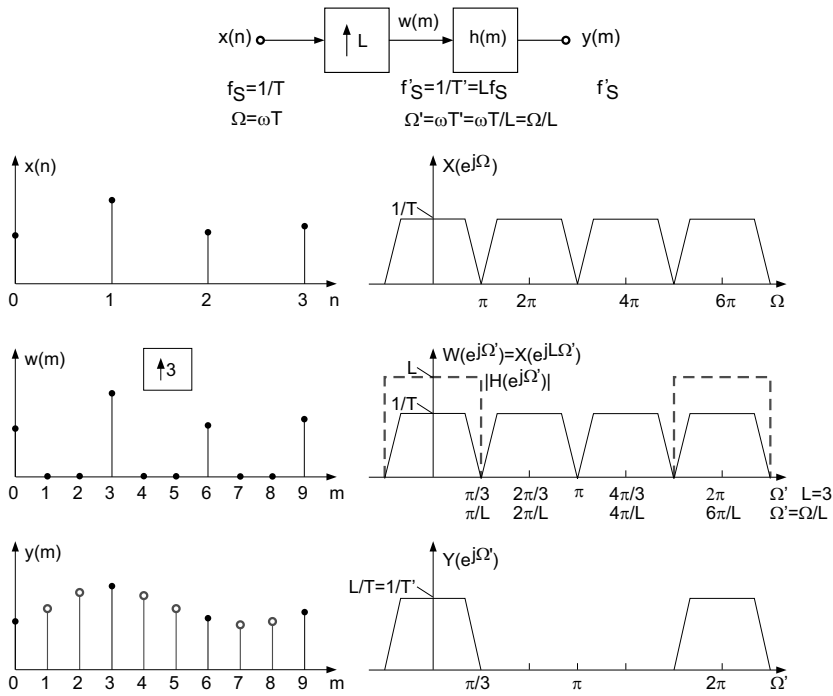 x(n) ↑ L w(m) h(m) y(m)
f_S=1/T f'_S=1/T'=Lf_S f'_S
Ω=ωT Ω'=ωT'=ωT/L=Ω/L
x(n)
0 1 2 3 n
X(e^jΩ)
1/T
π 2π 4π 6π Ω
w(m)
↑3
0 1 2 3 4 5 6 7 8 9 m
W(e^jΩ')=X(e^jLΩ')
L
|H(e^jΩ')|
1/T
π/3 2π/3 π 4π/3 2π Ω' L=3
π/L 2π/L 4π/L 6π/L Ω'=Ω/L
y(m)
0 1 2 3 4 5 6 7 8 9 m
Y(e^jΩ')
L/T=1/T'
π/3 π 2π Ω'